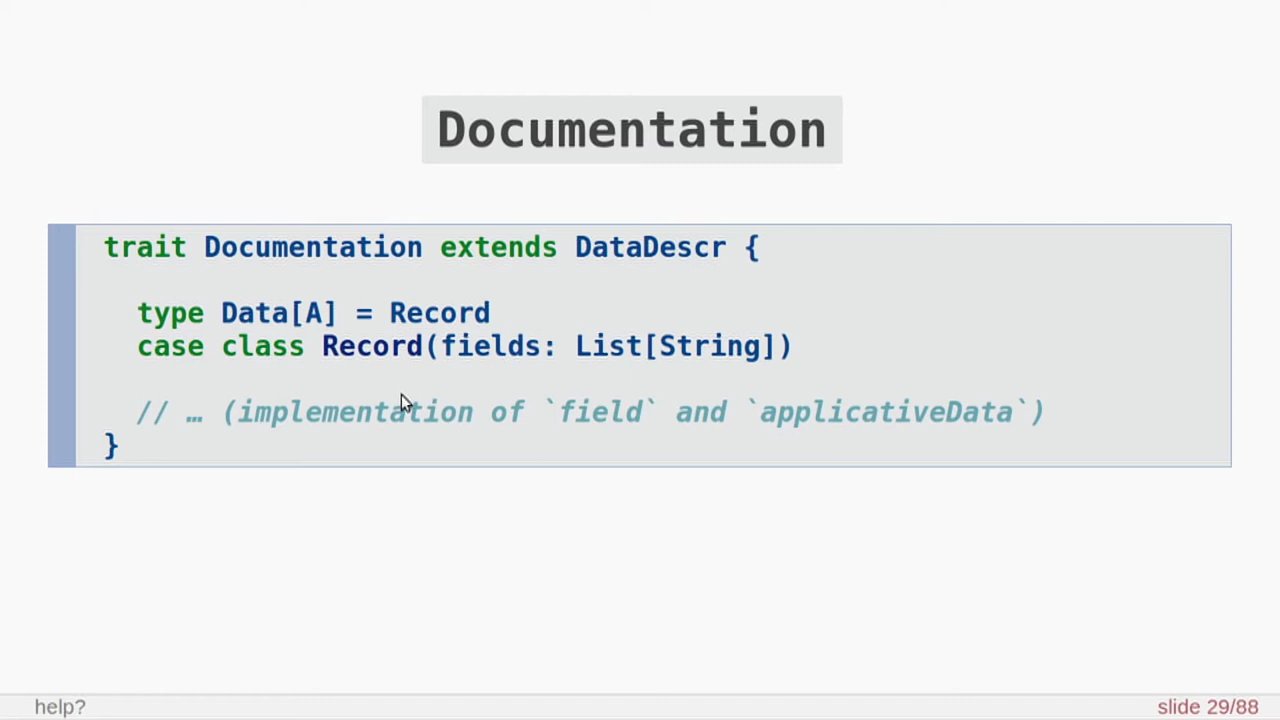 Documentation
trait Documentation extends DataDescr {
type Data[A] = Record
case class Record(fields: List[String])
// … (implementation of `field` and `applicativeData`)
}
help?
slide 29/88